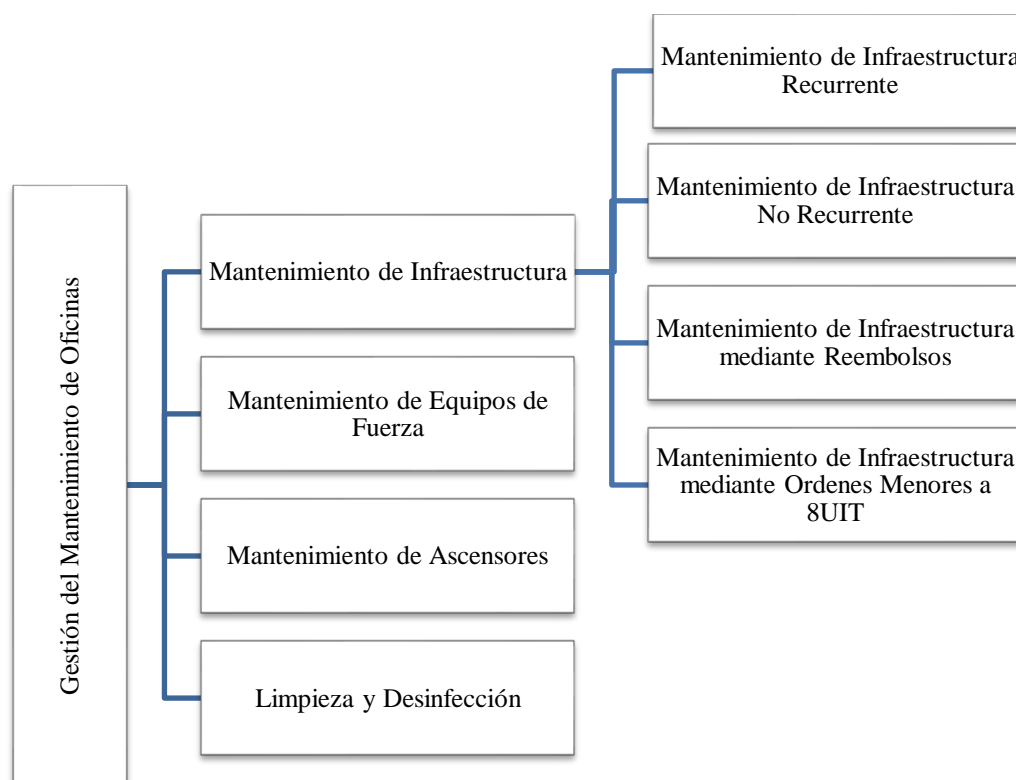 Gestión del Mantenimiento de Oficinas
Mantenimiento de Infraestructura
Mantenimiento de Equipos de
Fuerza
Mantenimiento de Ascensores
Limpieza y Desinfección
Mantenimiento de Infraestructura
Recurrente
Mantenimiento de Infraestructura
No Recurrente
Mantenimiento de Infraestructura
mediante Reembolsos
Mantenimiento de Infraestructura
mediante Ordenes Menores a
8UIT